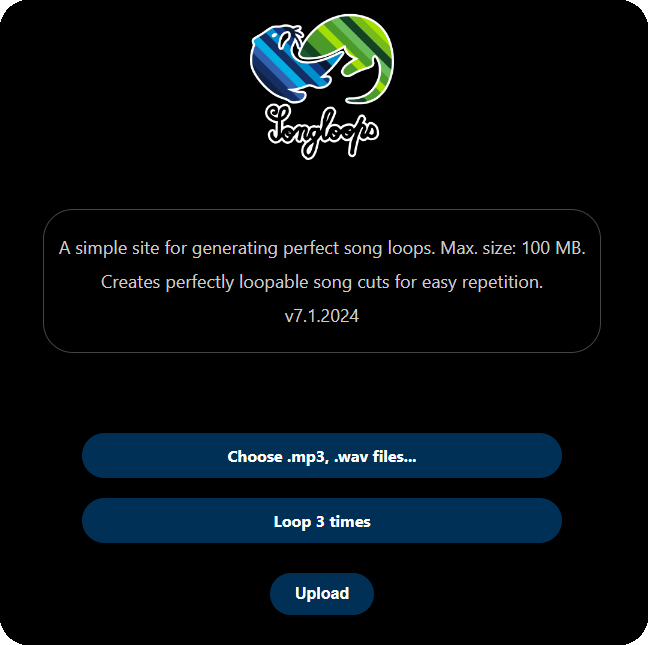 Songloops
A simple site for generating perfect song loops. Max. size: 100 MB.
Creates perfectly loopable song cuts for easy repetition.
v7.1.2024
Choose .mp3, .wav files...
Loop 3 times
Upload